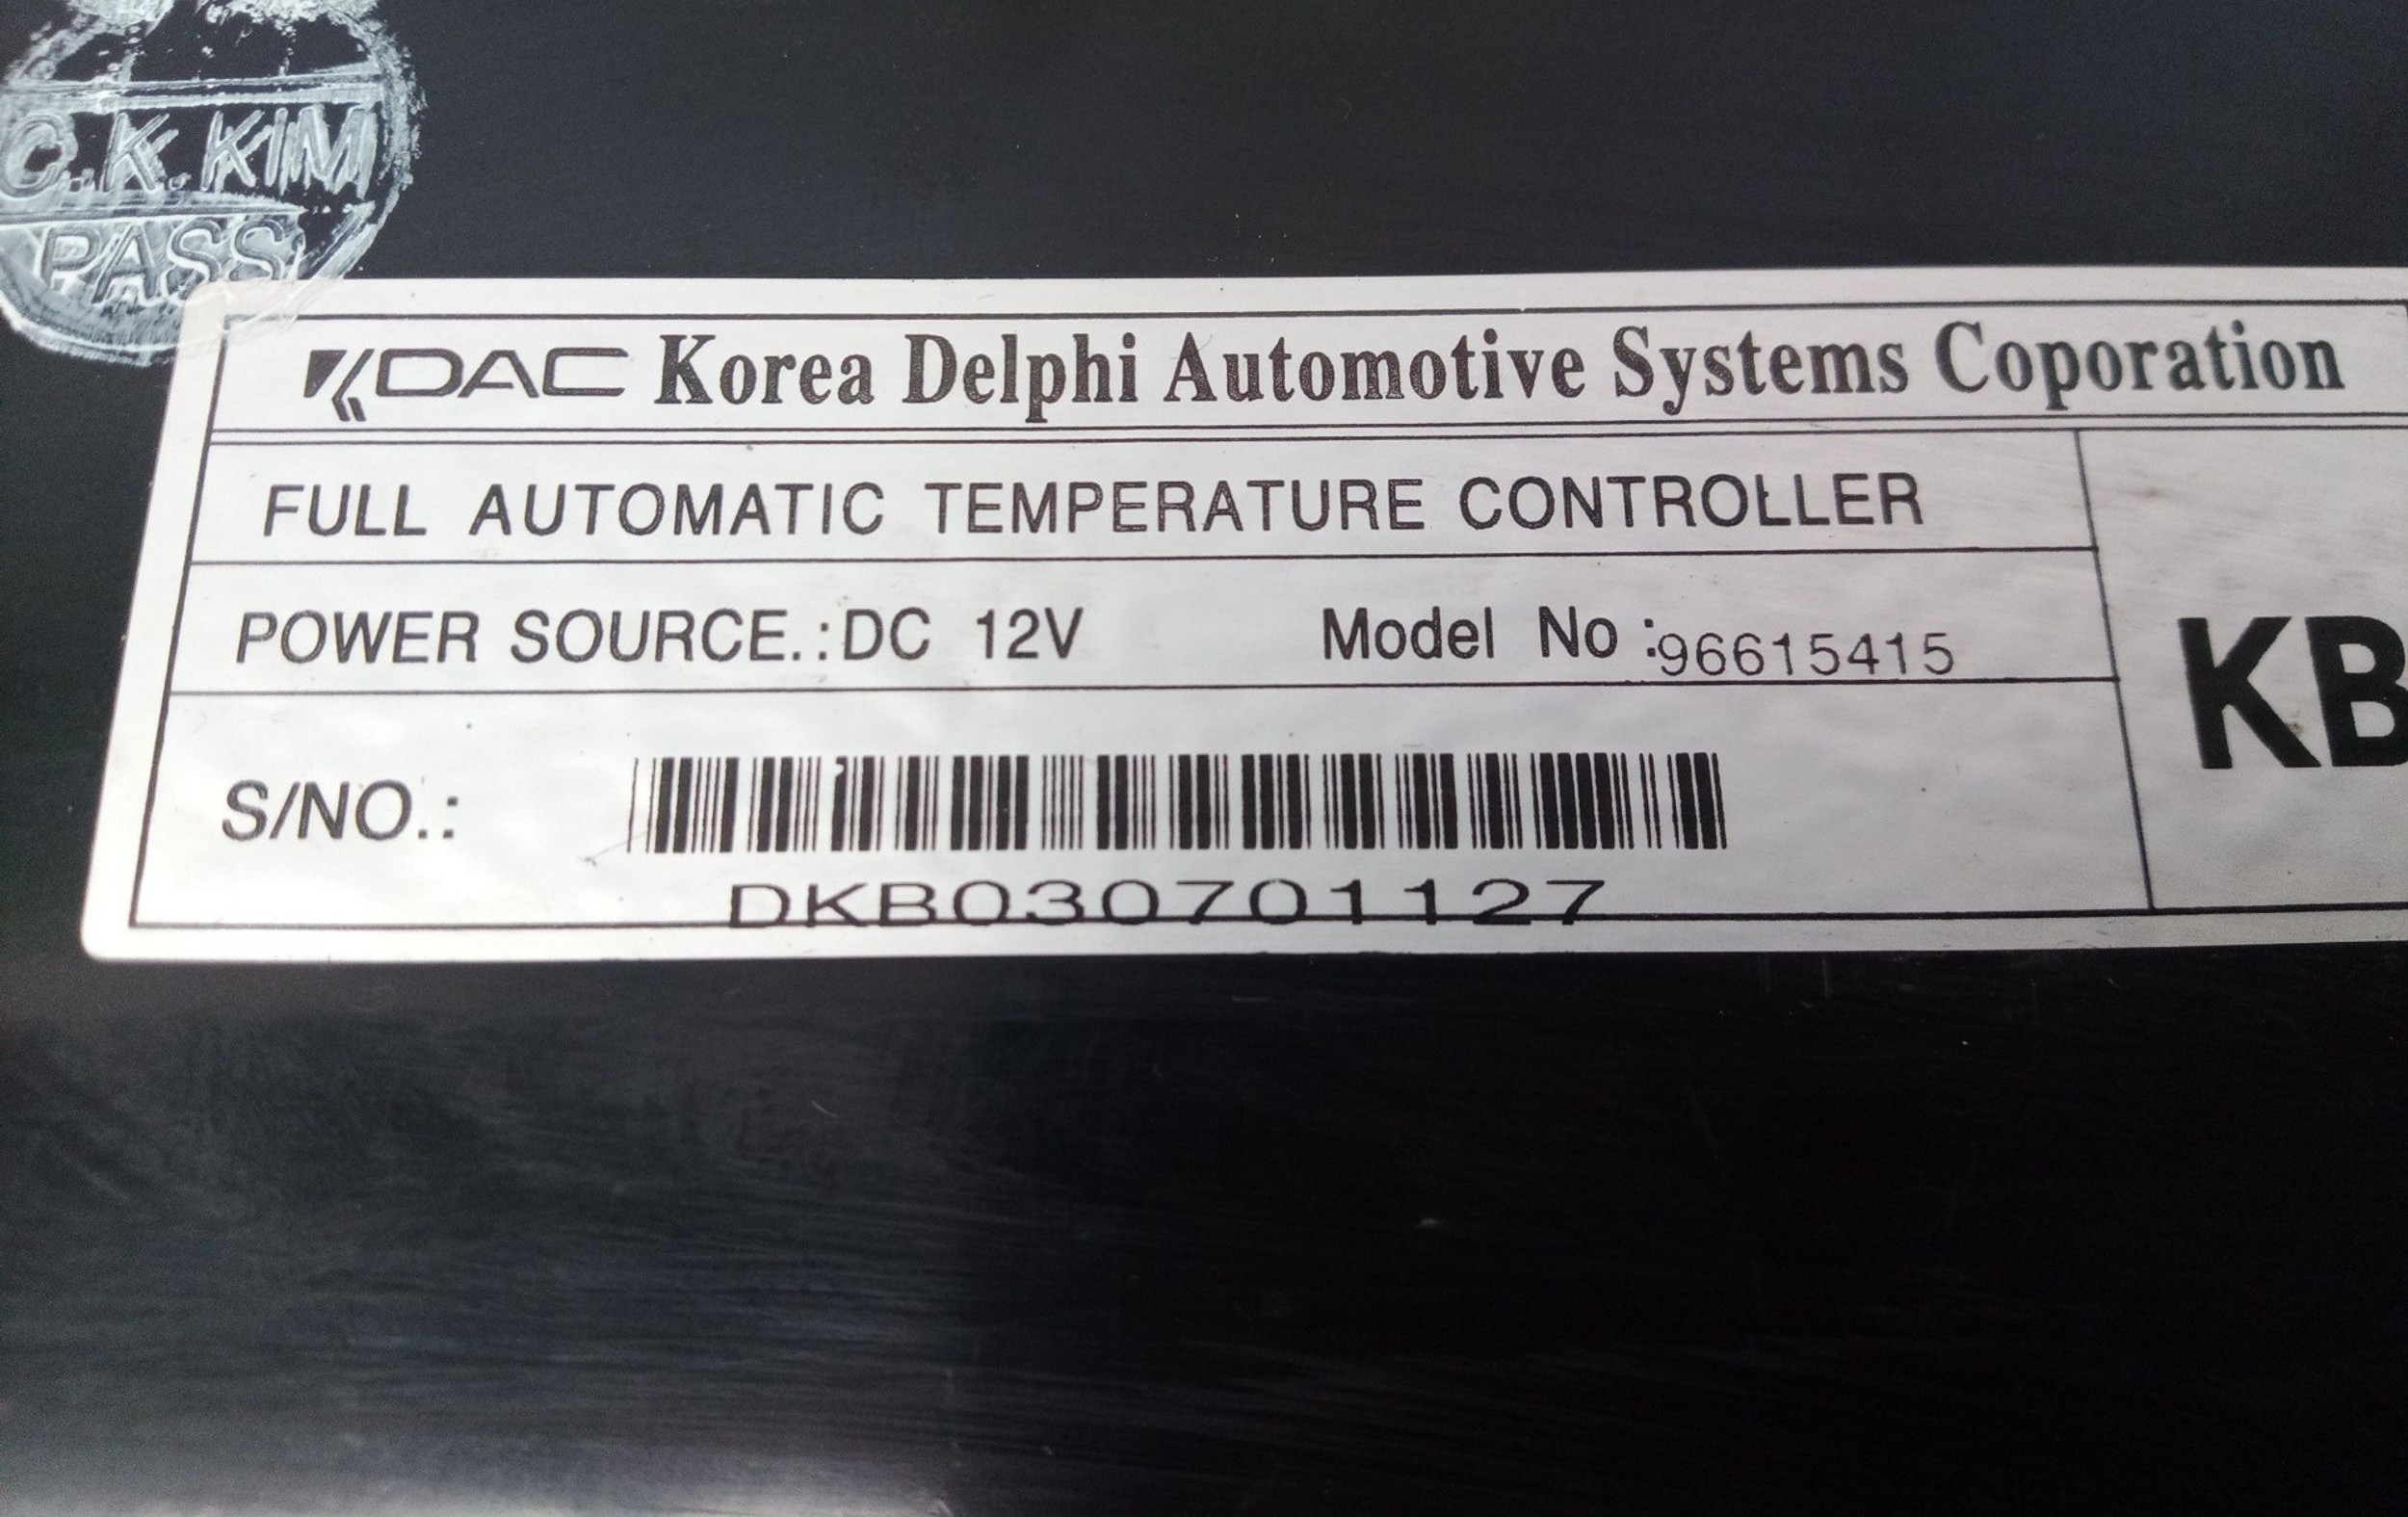 C.K.KIM
PASS
KDAC Korea Delphi Automotive Systems Coporation
FULL AUTOMATIC TEMPERATURE CONTROLLER
POWER SOURCE.:DC 12V Model No :96615415
KB
S/NO.:
DKB030701127